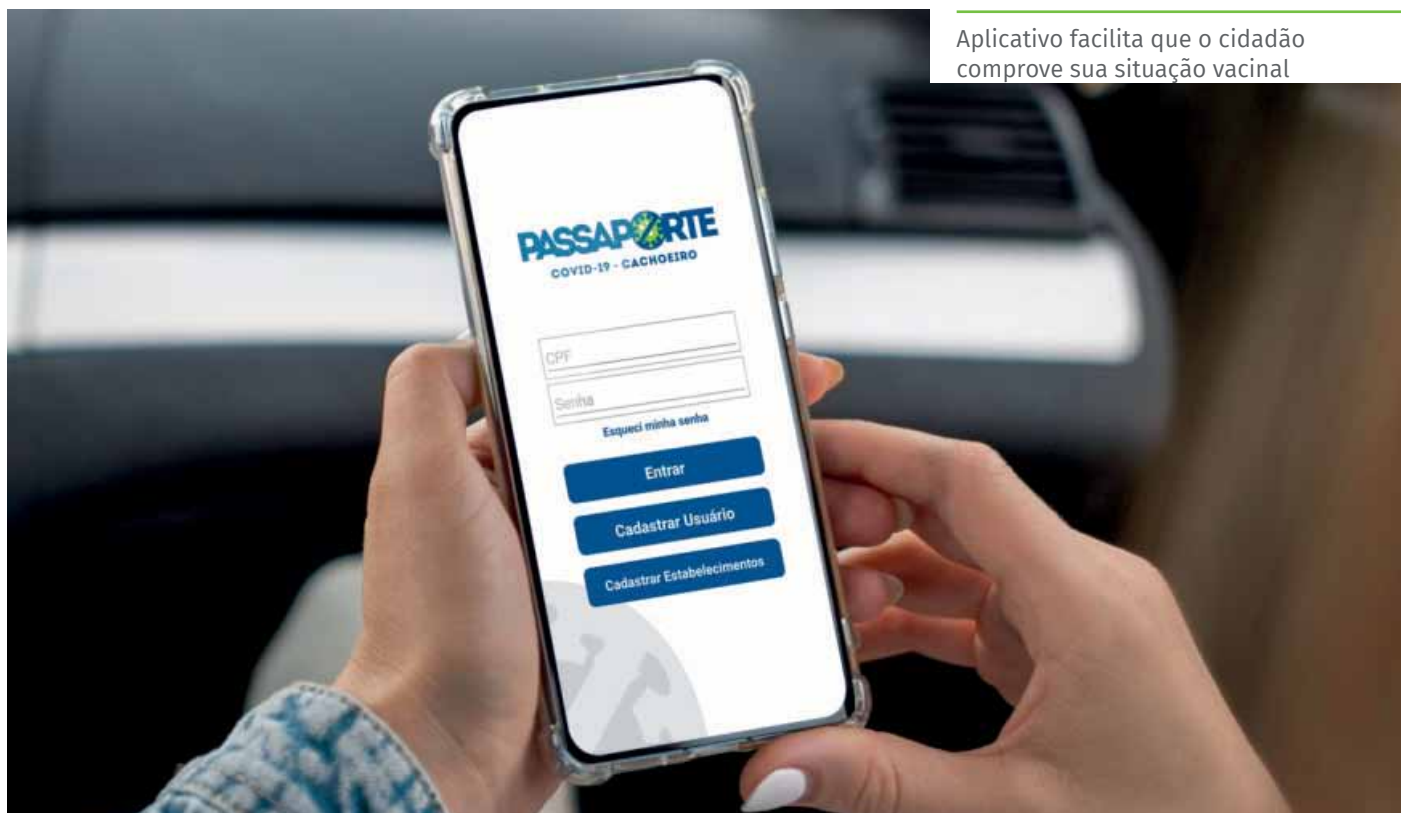 Aplicativo facilita que o cidadão
comprove sua situação vacinal
PASSAPORTE
COVID-19 - CACHOEIRO
CPF
Senha
Esqueci minha senha
Entrar
Cadastrar Usuário
Cadastrar Estabelecimentos